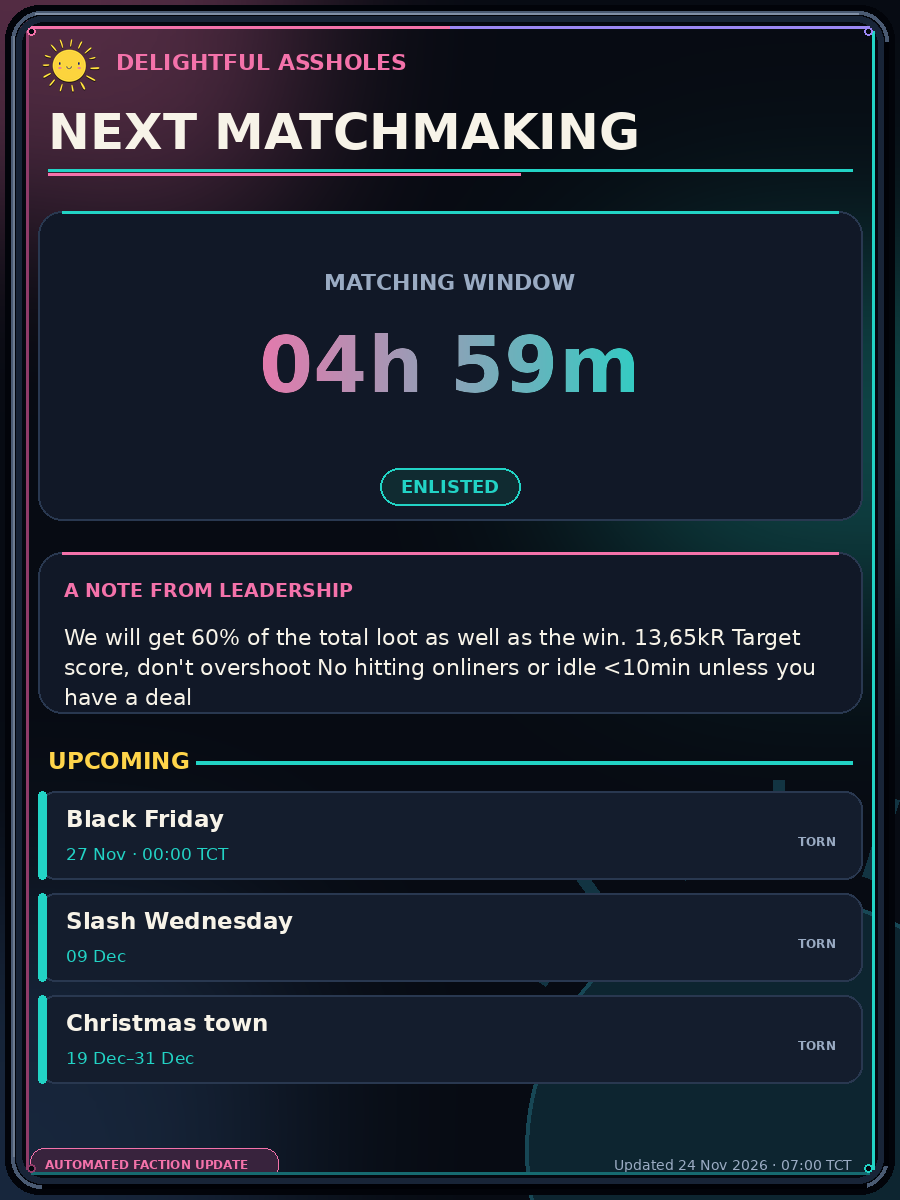 DELIGHTFUL ASSHOLES
NEXT MATCHMAKING
MATCHING WINDOW
04h 59m
ENLISTED
A NOTE FROM LEADERSHIP
We will get 60% of the total loot as well as the win. 13,65kR Target
score, don't overshoot No hitting onliners or idle <10min unless you
have a deal
UPCOMING
Black Friday
27 Nov · 00:00 TCT
TORN
Slash Wednesday
09 Dec
TORN
Christmas town
19 Dec–31 Dec
TORN
AUTOMATED FACTION UPDATE
Updated 24 Nov 2026 · 07:00 TCT